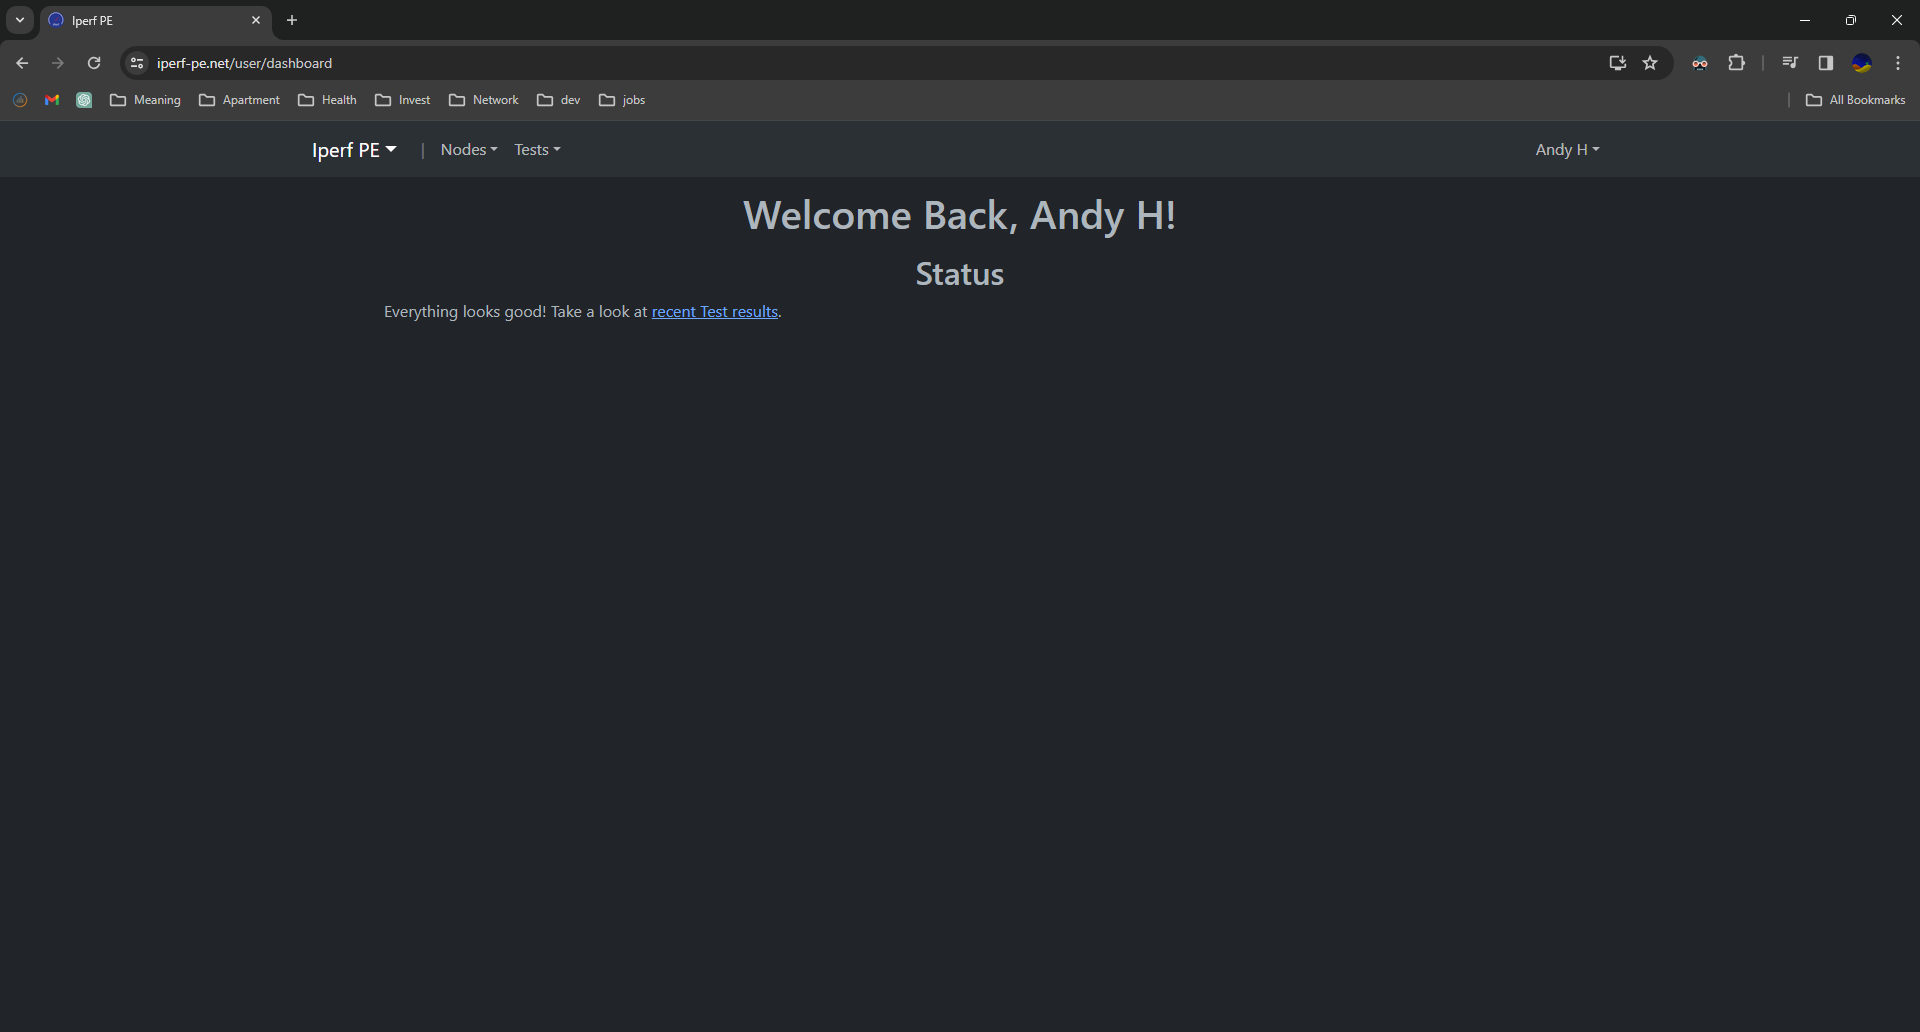 Iperf PE
iperf-pe.net/user/dashboard
Meaning Apartment Health Invest Network dev jobs All Bookmarks
Iperf PE | Nodes Tests Andy H
Welcome Back, Andy H!
Status
Everything looks good! Take a look at recent Test results.